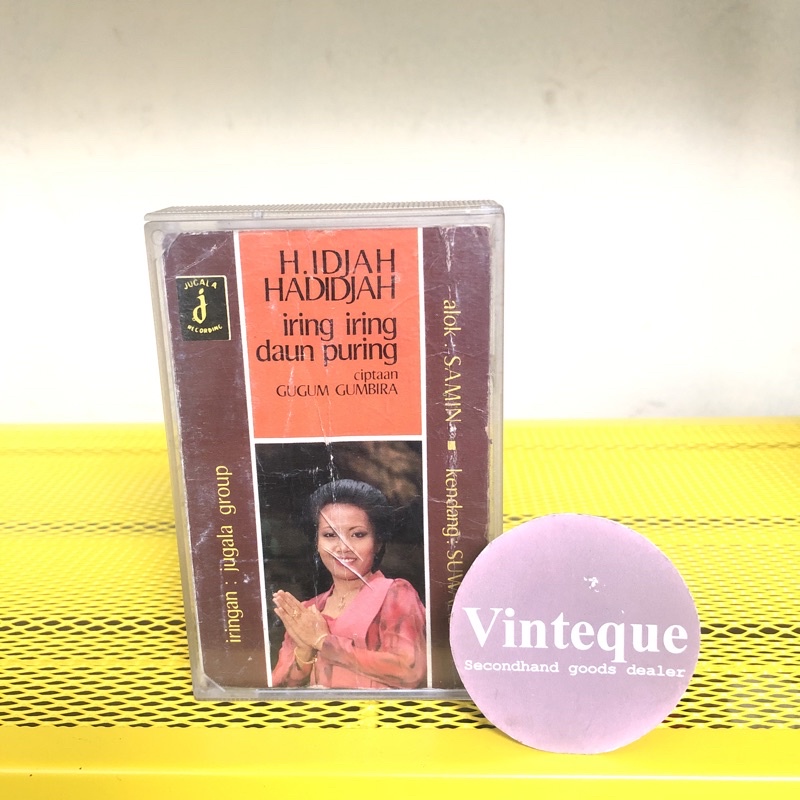 JUGALA
j
RECORDING
H.IDJAH
HADIDJAH
iring iring
daun puring
ciptaan
GUGUM GUMBIRA
iringan : jugala group
alok : SAMIN ▪ kendang :
Vinteque
Secondhand goods dealer